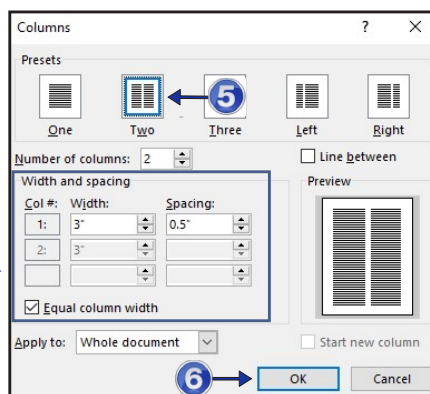 Columns ? X
Presets
5
One Two Three Left Right
Number of columns: 2 Line between
Width and spacing Preview
Col #: Width: Spacing:
1: 3" 0.5"
2: 3"
Equal column width
Apply to: Whole document Start new column
6 OK Cancel